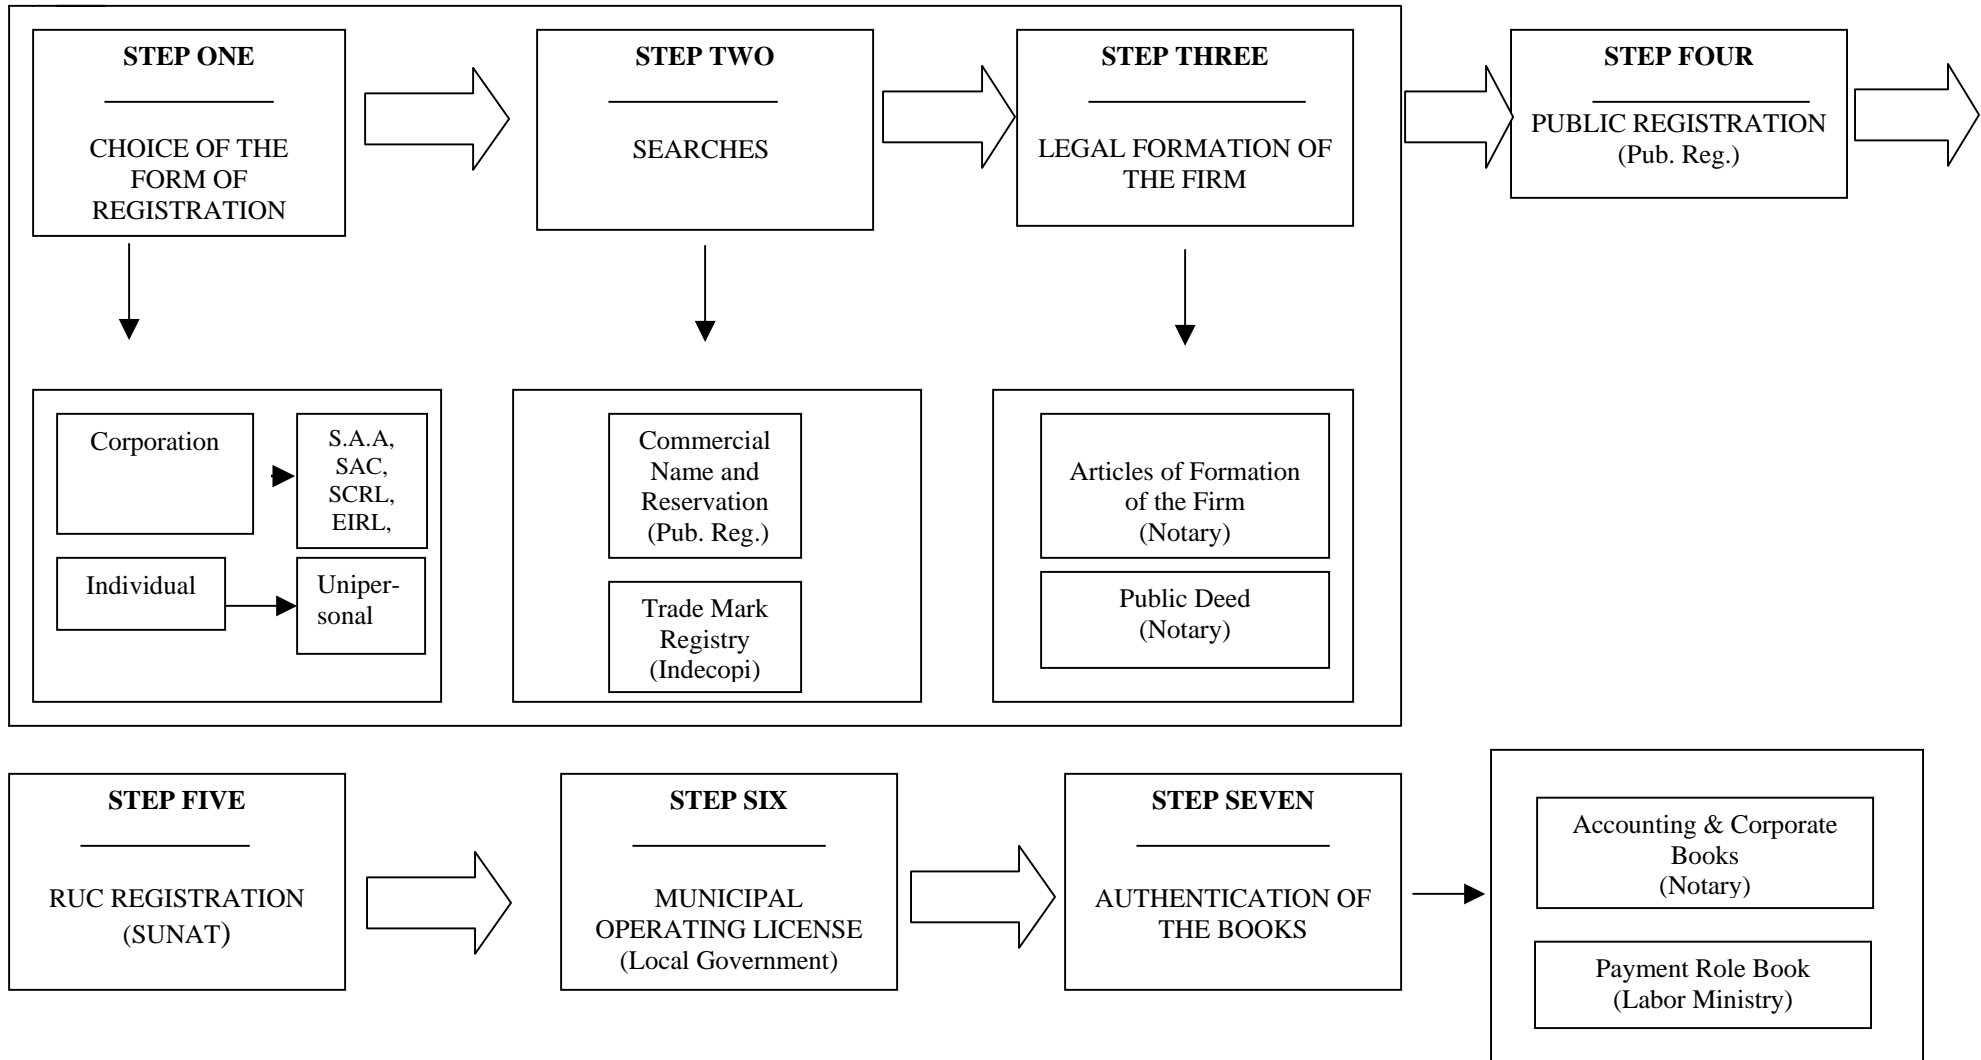 STEP ONE
CHOICE OF THE
FORM OF
REGISTRATION
STEP TWO
SEARCHES
STEP THREE
LEGAL FORMATION OF
THE FIRM
STEP FOUR
PUBLIC REGISTRATION
(Pub. Reg.)
Corporation
S.A.A,
SAC,
SCRL,
EIRL,
Individual
Uniper-
sonal
Commercial
Name and
Reservation
(Pub. Reg.)
Trade Mark
Registry
(Indecopi)
Articles of Formation
of the Firm
(Notary)
Public Deed
(Notary)
STEP FIVE
RUC REGISTRATION
(SUNAT)
STEP SIX
MUNICIPAL
OPERATING LICENSE
(Local Government)
STEP SEVEN
AUTHENTICATION OF
THE BOOKS
Accounting & Corporate
Books
(Notary)
Payment Role Book
(Labor Ministry)